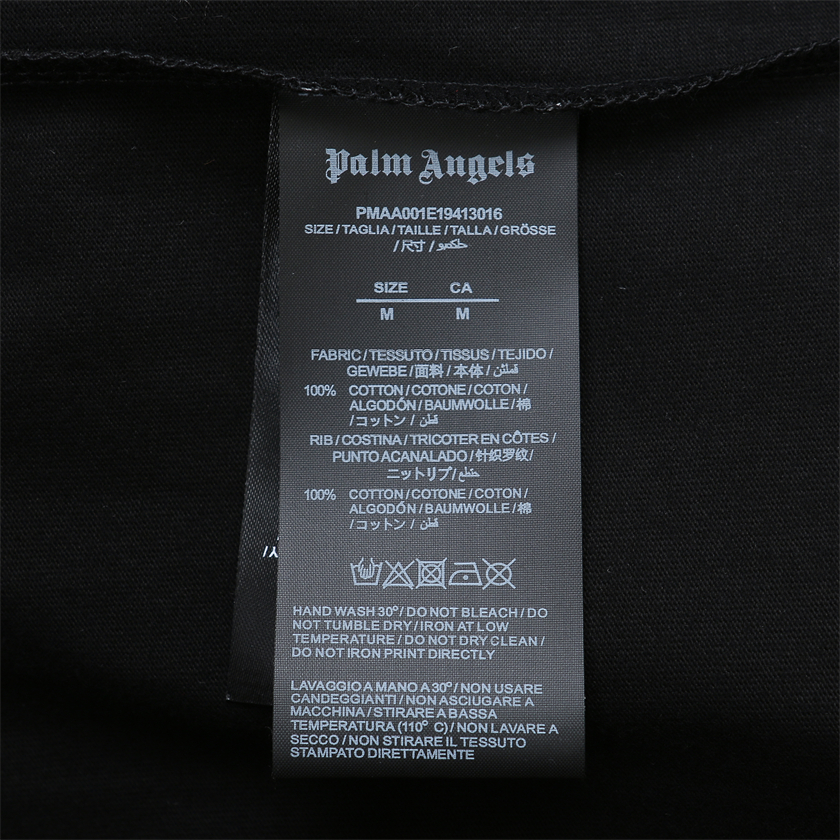 Palm Angels
PMAA001E19413016
SIZE/TAGLIA/TAILLE/TALLA/GRÖSSE
/尺寸/
SIZE CA
M M
FABRIC/TESSUTO/TISSUS/TEJIDO/
GEWEBE/面料/本体/
100% COTTON/COTONE/COTON/
ALGODÓN/BAUMWOLLE/棉
/コットン/قطن
RIB/COSTINA/TRICOTER EN CÔTES/
PUNTO ACANALADO/针织罗纹/
ニットリブ/
100% COTTON/COTONE/COTON/
ALGODÓN/BAUMWOLLE/棉
/コットン/قطن
HAND WASH 30°/DO NOT BLEACH/DO
NOT TUMBLE DRY/IRON AT LOW
TEMPERATURE/DO NOT DRY CLEAN/
DO NOT IRON PRINT DIRECTLY
LAVAGGIO A MANO A 30°/NON USARE
CANDEGGIANTI/NON ASCIUGARE A
MACCHINA/STIRARE A BASSA
TEMPERATURA (110° C)/NON LAVARE A
SECCO/NON STIRARE IL TESSUTO
STAMPATO DIRETTAMENTE